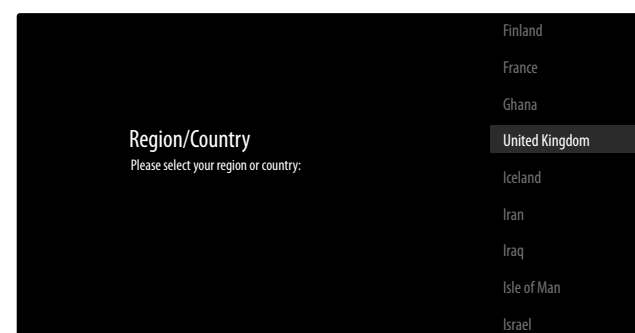 Region/Country
Please select your region or country:
Finland
France
Ghana
United Kingdom
Iceland
Iran
Iraq
Isle of Man
Israel